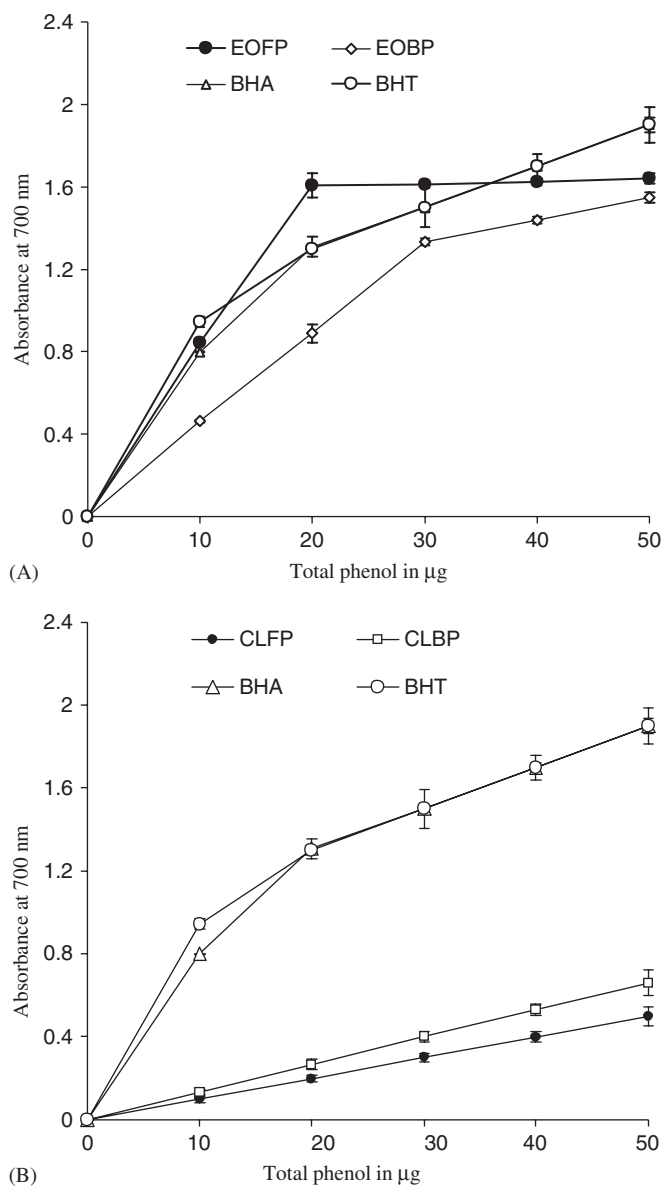 2.4
EOFP EOBP
BHA BHT
2
1.6
1.2
0.8
0.4
0
Absorbance at 700 nm
0 10 20 30 40 50
Total phenol in μg
(A)
2.4
CLFP CLBP
BHA BHT
2
1.6
1.2
0.8
0.4
0
Absorbance at 700 nm
0 10 20 30 40 50
Total phenol in μg
(B)